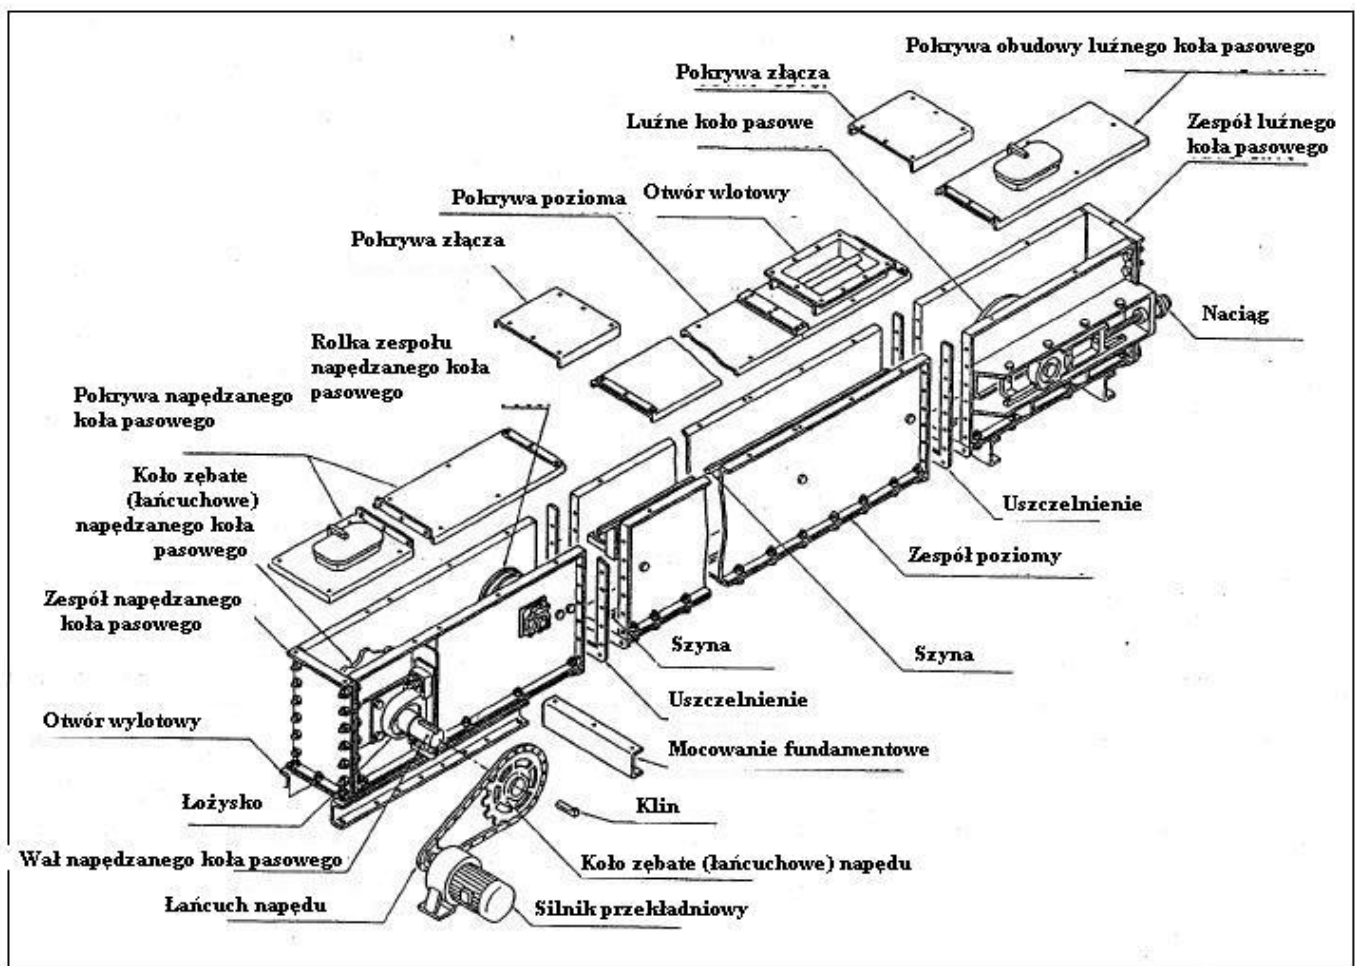 Pokrywa obudowy luźnego koła pasowego
Pokrywa złącza
Luźne koło pasowe
Zespół luźnego
koła pasowego
Otwór wlotowy
Pokrywa pozioma
Pokrywa złącza
Naciąg
Rolka zespołu
napędzanego koła
pasowego
Pokrywa napędzanego
koła pasowego
Koło zębate
(łańcuchowe)
napędzanego koła
pasowego
Uszczelnienie
Zespół poziomy
Zespół napędzanego
koła pasowego
Szyna
Szyna
Uszczelnienie
Otwór wylotowy
Mocowanie fundamentowe
Łożysko
Klin
Wał napędzanego koła pasowego
Koło zębate (łańcuchowe) napędu
Łańcuch napędu
Silnik przekładniowy